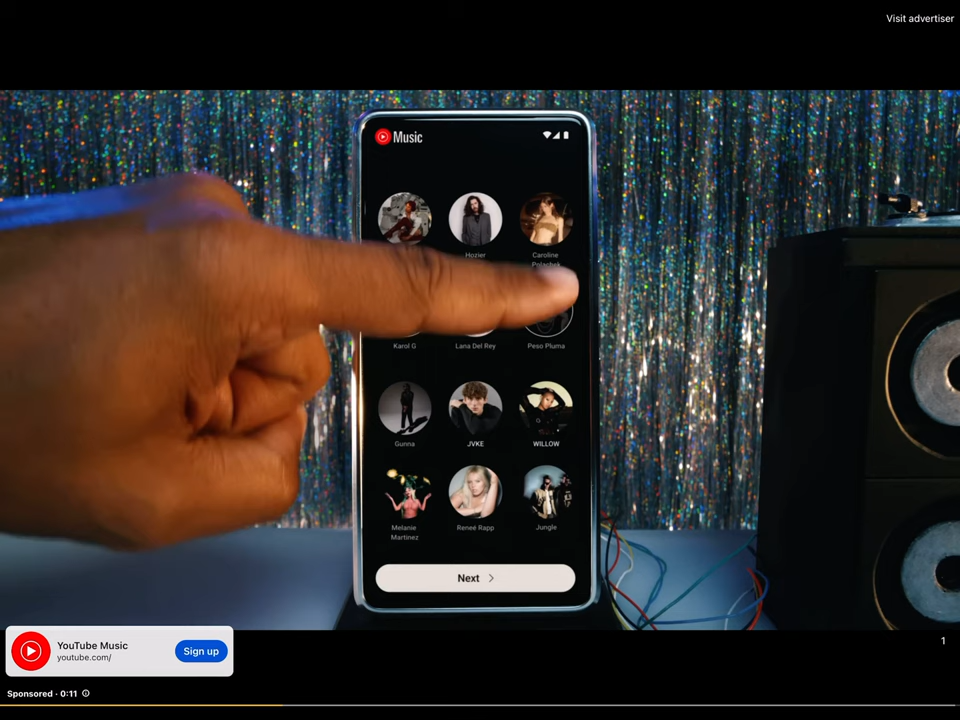 Visit advertiser
Music
Hozier
Caroline
Polachek
Karol G
Lana Del Rey
Peso Pluma
Gunna
JVKE
WILLOW
Melanie
Martinez
Reneé Rapp
Jungle
Next
1
YouTube Music
youtube.com/
Sign up
Sponsored · 0:11